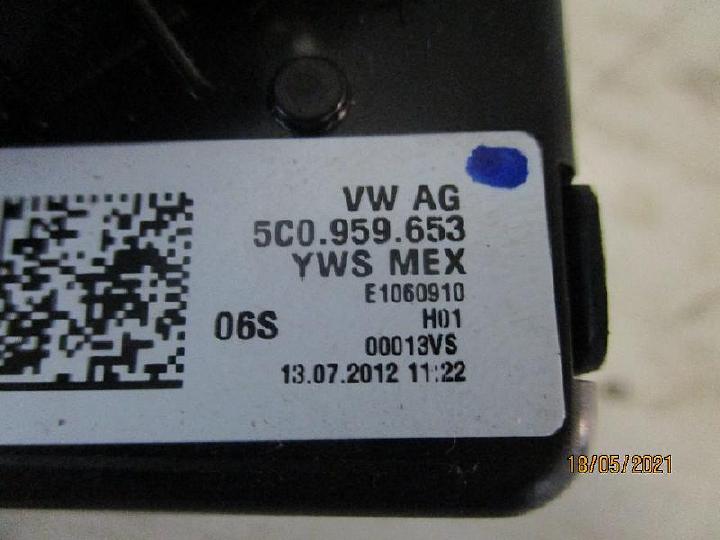 VW AG
5C0.959.653
YWS MEX
E1060910
06S
H01
00013VS
13.07.2012 11:22
18/05/2021